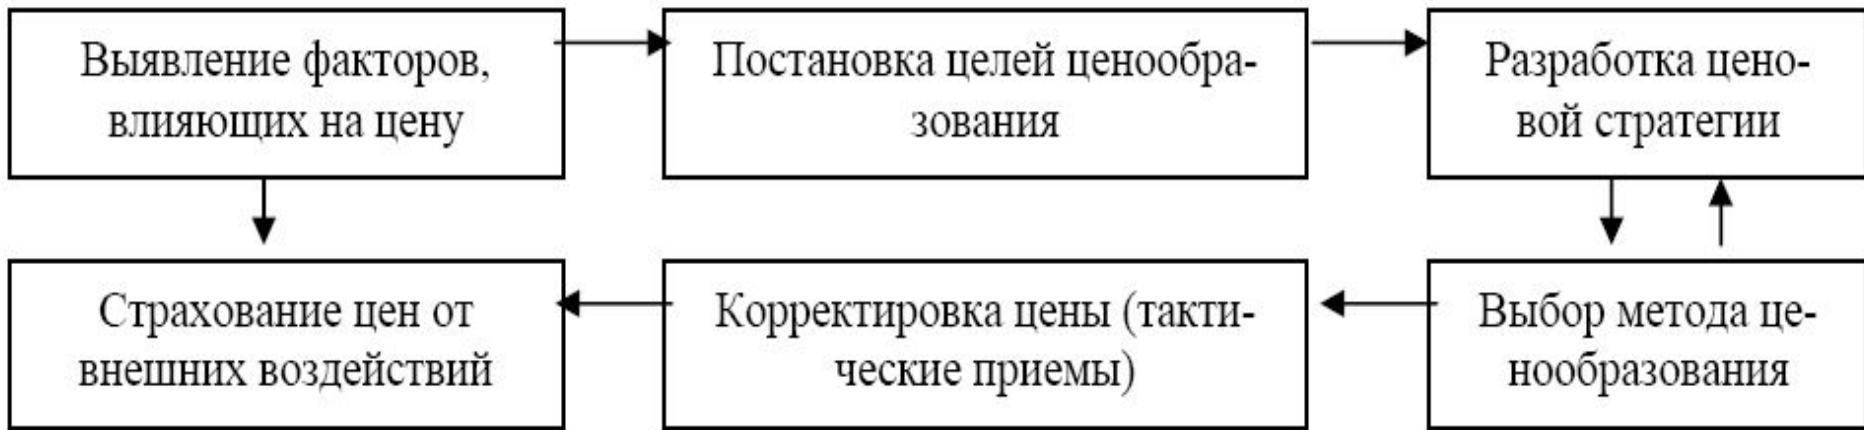 Выявление факторов,
влияющих на цену
Постановка целей ценообра-
зования
Разработка цено-
вой стратегии
Страхование цен от
внешних воздействий
Корректировка цены (такти-
ческие приемы)
Выбор метода це-
нообразования